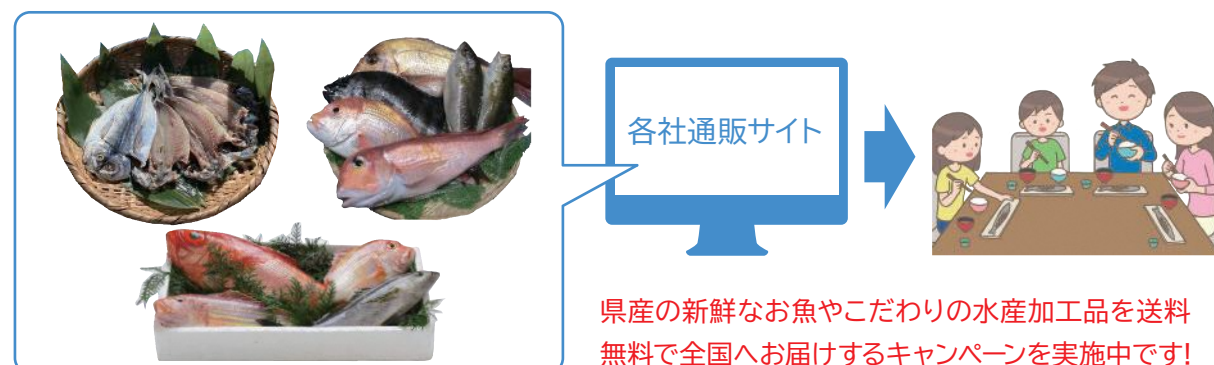 各社通販サイト
県産の新鮮なお魚やこだわりの水産加工品を送料
無料で全国へお届けするキャンペーンを実施中です!